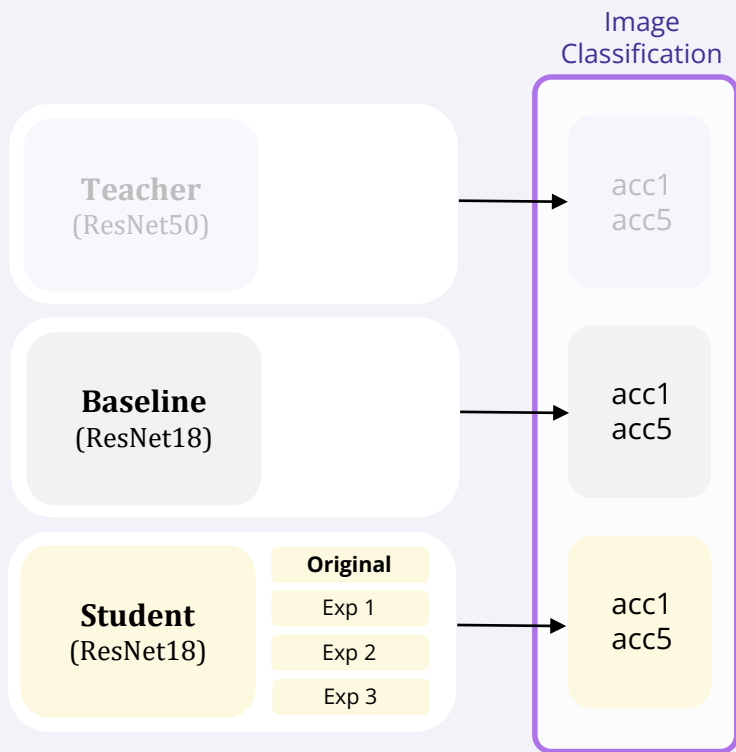 Image
Classification
Teacher
(ResNet50)
acc1
acc5
Baseline
(ResNet18)
acc1
acc5
Student
(ResNet18)
Original
Exp 1
Exp 2
Exp 3
acc1
acc5